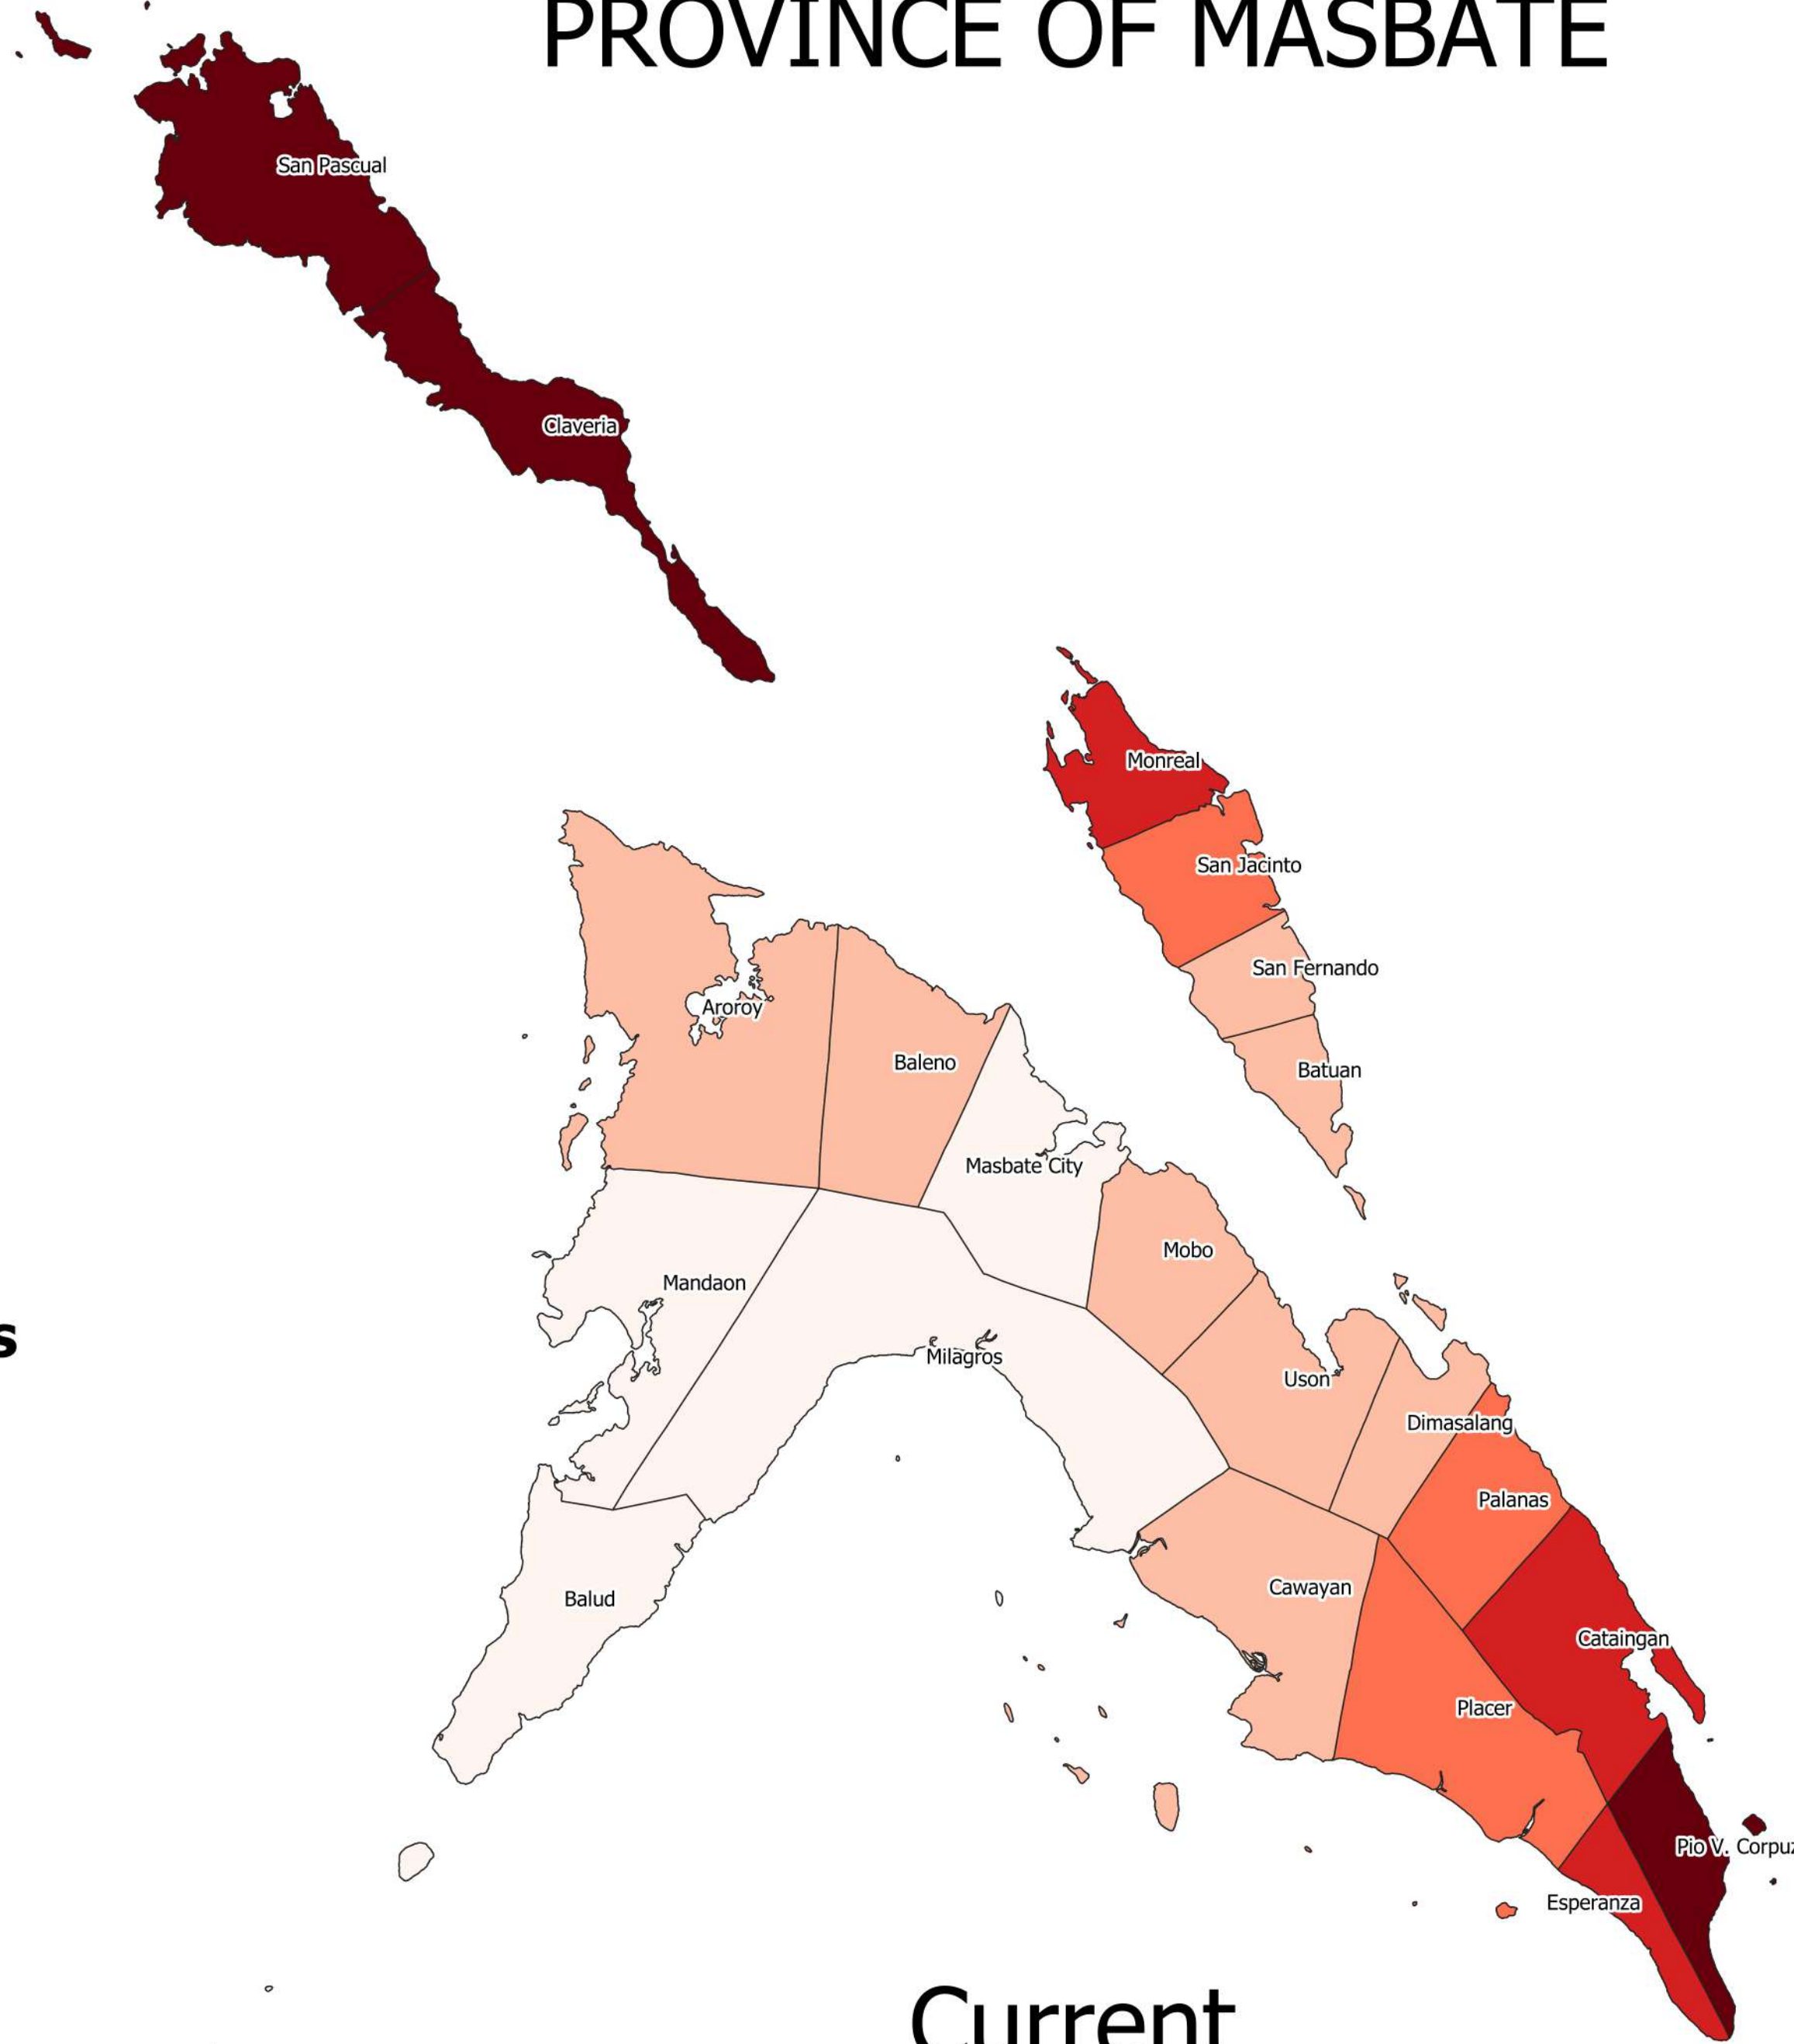 PROVINCE OF MASBATE
San Pascual
Claveria
Monreal
San Jacinto
San Fernando
Aroroy
Baleno
Batuan
Masbate City
Mobo
Mandaon
s
Milagros
Uson
Dimasalang
Palanas
Cawayan
Balud
Cataingan
Placer
Pio V. Corpuz
Esperanza
Current